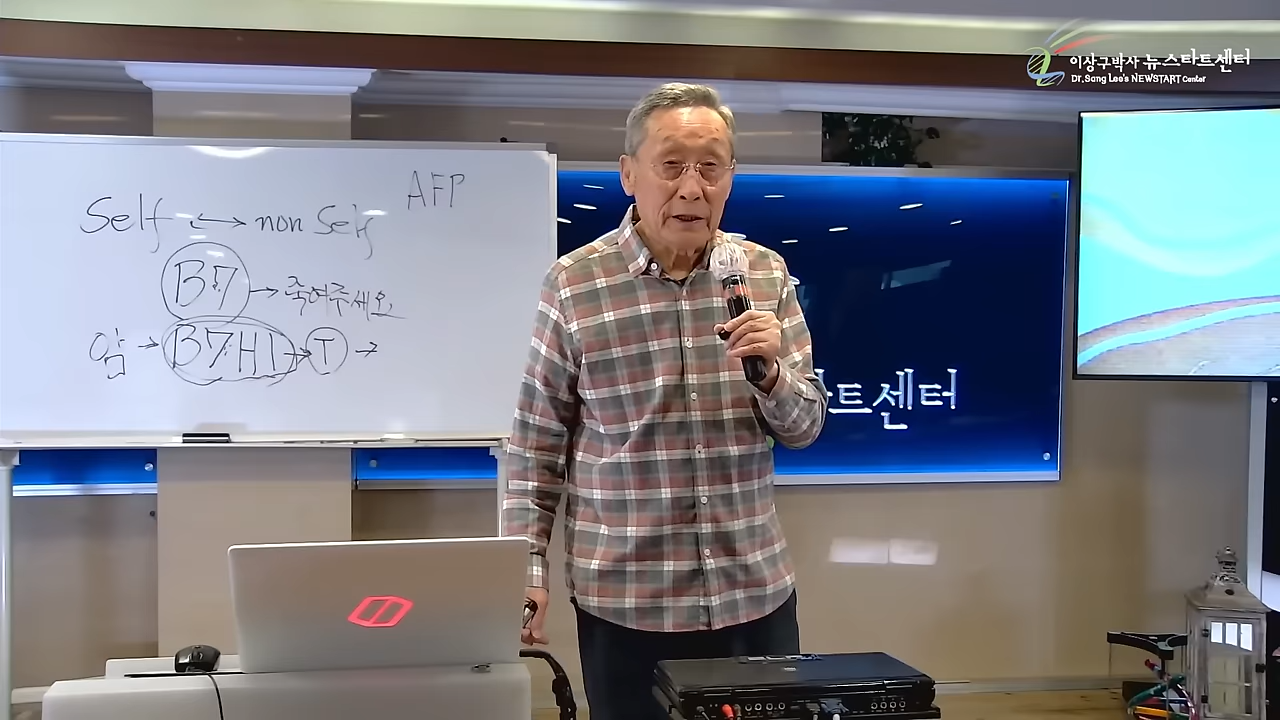 이상구박사 뉴스타트센터
Dr. Sang Lee's NEWSTART Center
AFP
Self ↔ non Self
B7 → 죽여주세요
암 → B7H1 → T →
트센터